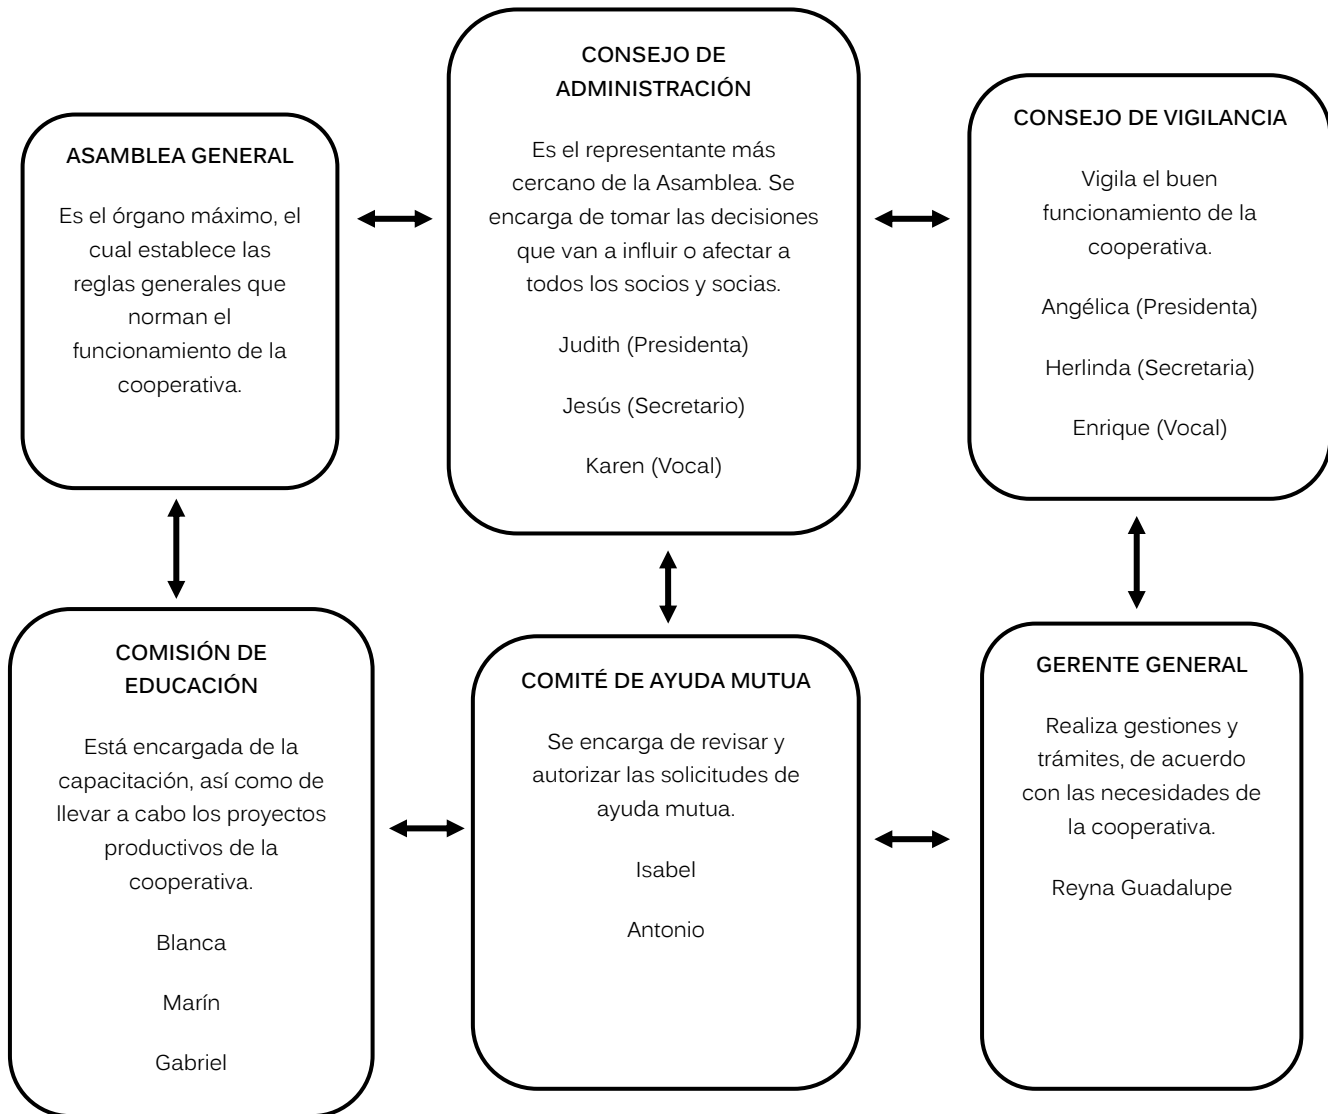 ASAMBLEA GENERAL
Es el órgano máximo, el
cual establece las
reglas generales que
norman el
funcionamiento de la
cooperativa.
CONSEJO DE
ADMINISTRACIÓN
Es el representante más
cercano de la Asamblea. Se
encarga de tomar las decisiones
que van a influir o afectar a
todos los socios y socias.
Judith (Presidenta)
Jesús (Secretario)
Karen (Vocal)
CONSEJO DE VIGILANCIA
Vigila el buen
funcionamiento de la
cooperativa.
Angélica (Presidenta)
Herlinda (Secretaria)
Enrique (Vocal)
COMISIÓN DE
EDUCACIÓN
Está encargada de la
capacitación, así como de
llevar a cabo los proyectos
productivos de la
cooperativa.
Blanca
Marín
Gabriel
COMITÉ DE AYUDA MUTUA
Se encarga de revisar y
autorizar las solicitudes de
ayuda mutua.
Isabel
Antonio
GERENTE GENERAL
Realiza gestiones y
trámites, de acuerdo
con las necesidades de
la cooperativa.
Reyna Guadalupe